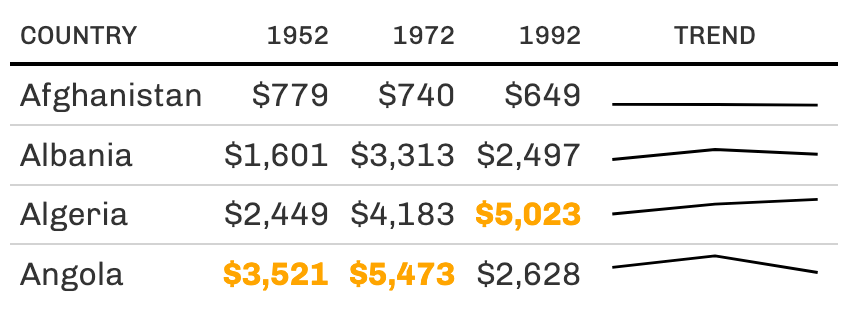 COUNTRY 1952 1972 1992 TREND
Afghanistan $779 $740 $649
Albania $1,601 $3,313 $2,497
Algeria $2,449 $4,183 $5,023
Angola $3,521 $5,473 $2,628